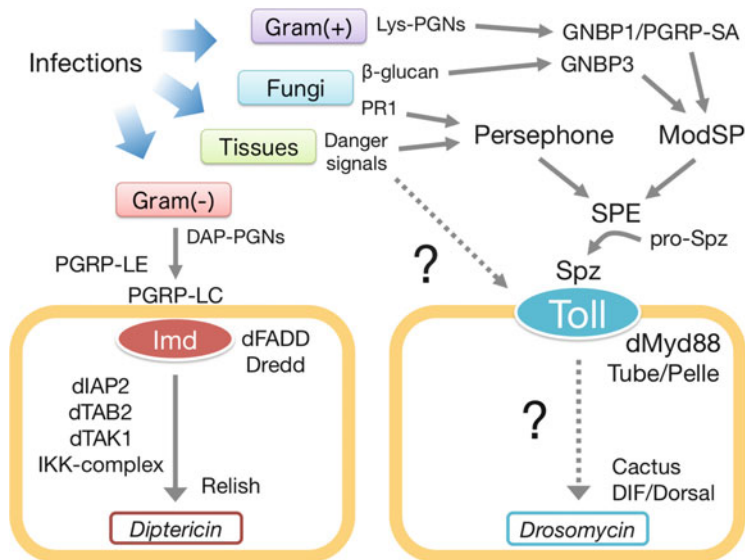 Infections
Gram(+)
Lys-PGNs
GNBP1/PGRP-SA
Fungi
β-glucan
GNBP3
PR1
Tissues
Danger
signals
Persephone
ModSP
Gram(-)
SPE
DAP-PGNs
pro-Spz
PGRP-LE
?
Spz
PGRP-LC
Toll
Imd
dFADD
Dredd
dMyd88
Tube/Pelle
dIAP2
dTAB2
dTAK1
IKK-complex
?
Relish
Cactus
DIF/Dorsal
Diptericin
Drosomycin